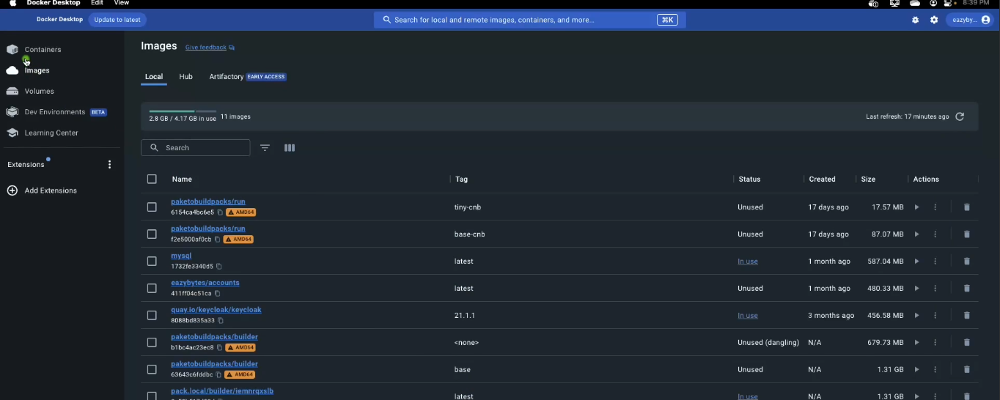 Docker Desktop Edit View 8:39 PM
Docker Desktop Update to latest Search for local and remote images, containers, and more... ⌘K eazyby...
Containers
Images
Volumes
Dev Environments BETA
Learning Center
Extensions
Add Extensions
Images Give feedback
Local Hub Artifactory EARLY ACCESS
2.8 GB / 4.17 GB in use 11 images Last refresh: 17 minutes ago
Search
Name Tag Status Created Size Actions
paketobuildpacks/run
6154ca4bc6e5 AMD64 tiny-cnb Unused 17 days ago 17.57 MB
paketobuildpacks/run
f2e5000af0cb AMD64 base-cnb Unused 17 days ago 87.07 MB
mysql
1732fe3340d5 latest In use 1 month ago 587.04 MB
eazybytes/accounts
411ff04c51ca latest Unused 1 month ago 480.33 MB
quay.io/keycloak/keycloak
8088bd835a33 21.1.1 In use 3 months ago 456.58 MB
paketobuildpacks/builder
b1bc4ac23ec8 AMD64 <none> Unused (dangling) N/A 679.73 MB
paketobuildpacks/builder
63643c6fddbc AMD64 base Unused N/A 1.31 GB
pack.local/builder/iemnrqxslb
latest In use N/A 1.31 GB